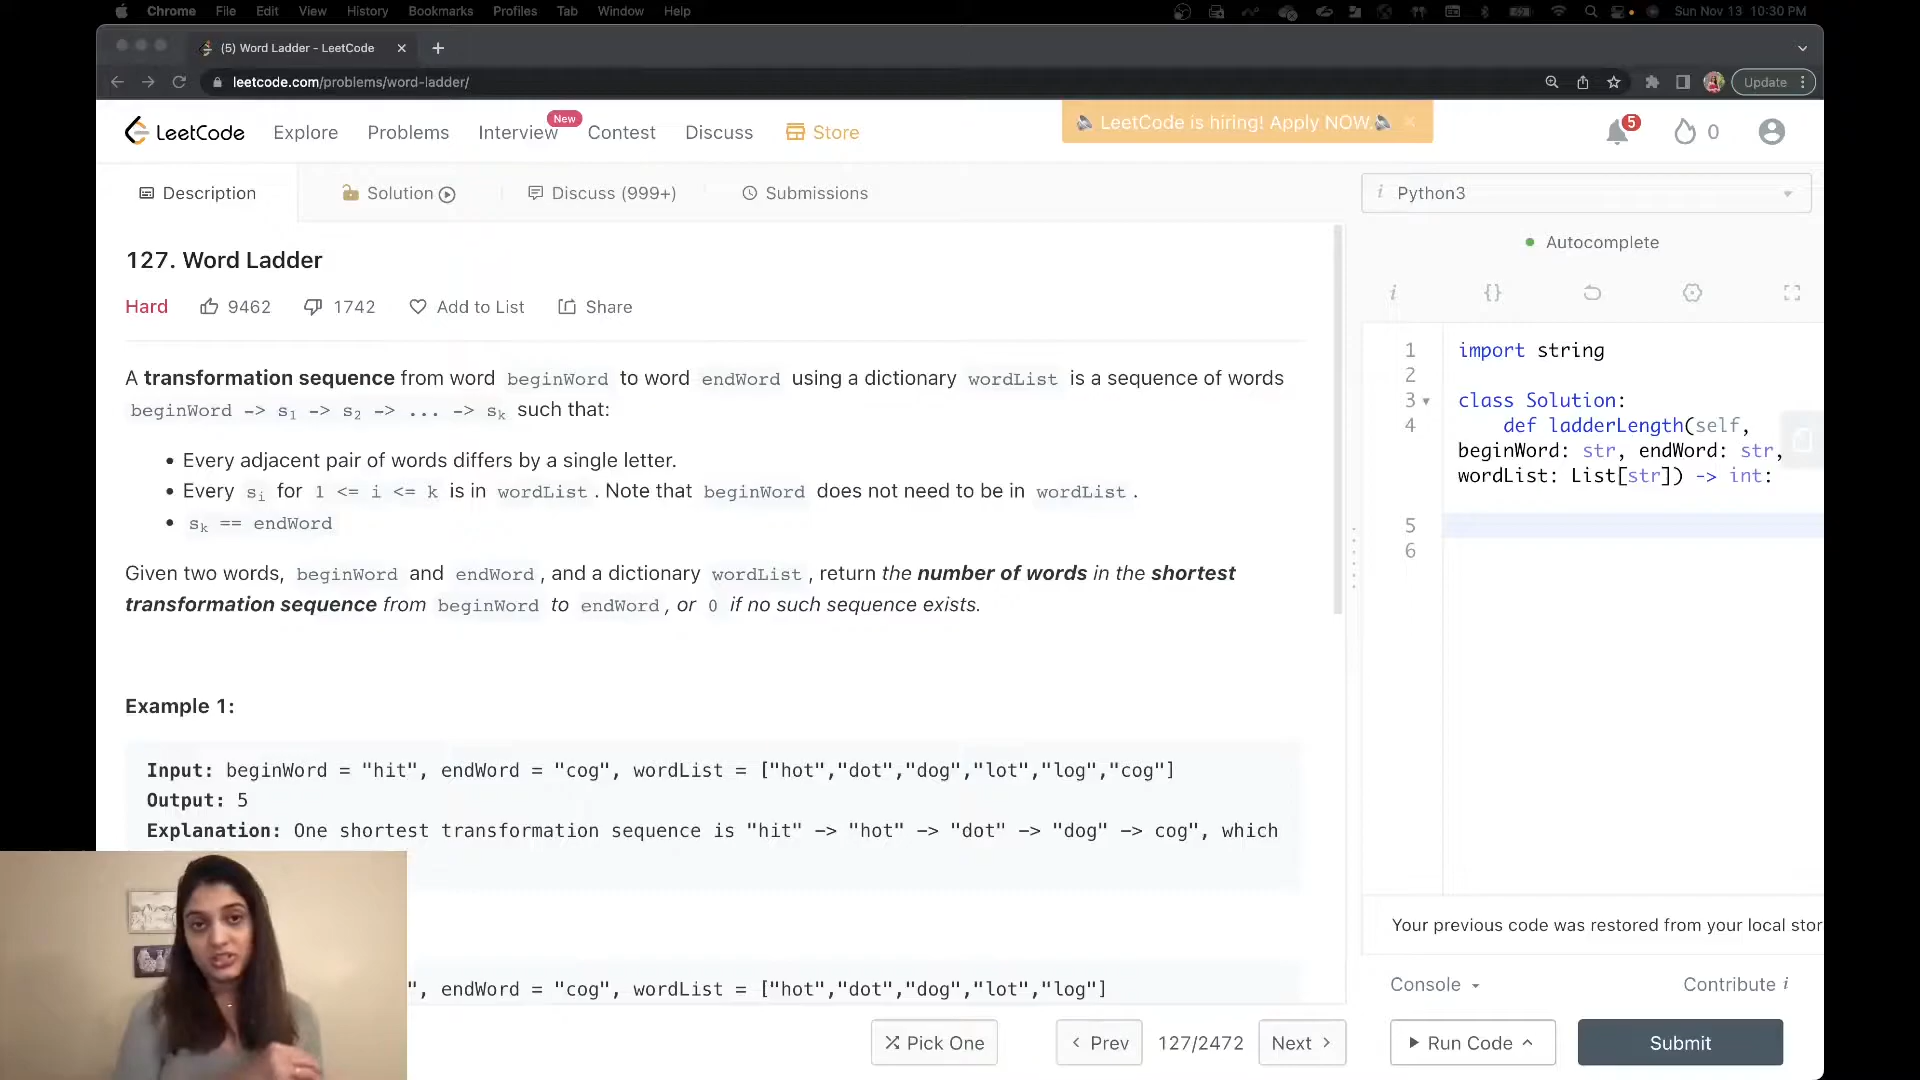 Chrome File Edit View History Bookmarks Profiles Tab Window Help Sun Nov 13 10:30 PM
(5) Word Ladder - LeetCode
leetcode.com/problems/word-ladder/ Update
LeetCode Explore Problems Interview New Contest Discuss Store LeetCode is hiring! Apply NOW. 5 0
Description Solution Discuss (999+) Submissions i Python3
Autocomplete
127. Word Ladder
Hard 9462 1742 Add to List Share
A transformation sequence from word beginWord to word endWord using a dictionary wordList is a sequence of words
beginWord -> s1 -> s2 -> ... -> sk such that:
• Every adjacent pair of words differs by a single letter.
• Every si for 1 <= i <= k is in wordList. Note that beginWord does not need to be in wordList.
• sk == endWord
Given two words, beginWord and endWord, and a dictionary wordList, return the number of words in the shortest
transformation sequence from beginWord to endWord, or 0 if no such sequence exists.
Example 1:
Input: beginWord = "hit", endWord = "cog", wordList = ["hot","dot","dog","lot","log","cog"]
Output: 5
Explanation: One shortest transformation sequence is "hit" -> "hot" -> "dot" -> "dog" -> cog", which
", endWord = "cog", wordList = ["hot","dot","dog","lot","log"]
Pick One Prev 127/2472 Next
i {}
1 import string
2
3 class Solution:
4 def ladderLength(self,
beginWord: str, endWord: str,
wordList: List[str]) -> int:
5
6
Your previous code was restored from your local stor
Console Contribute i
Run Code Submit